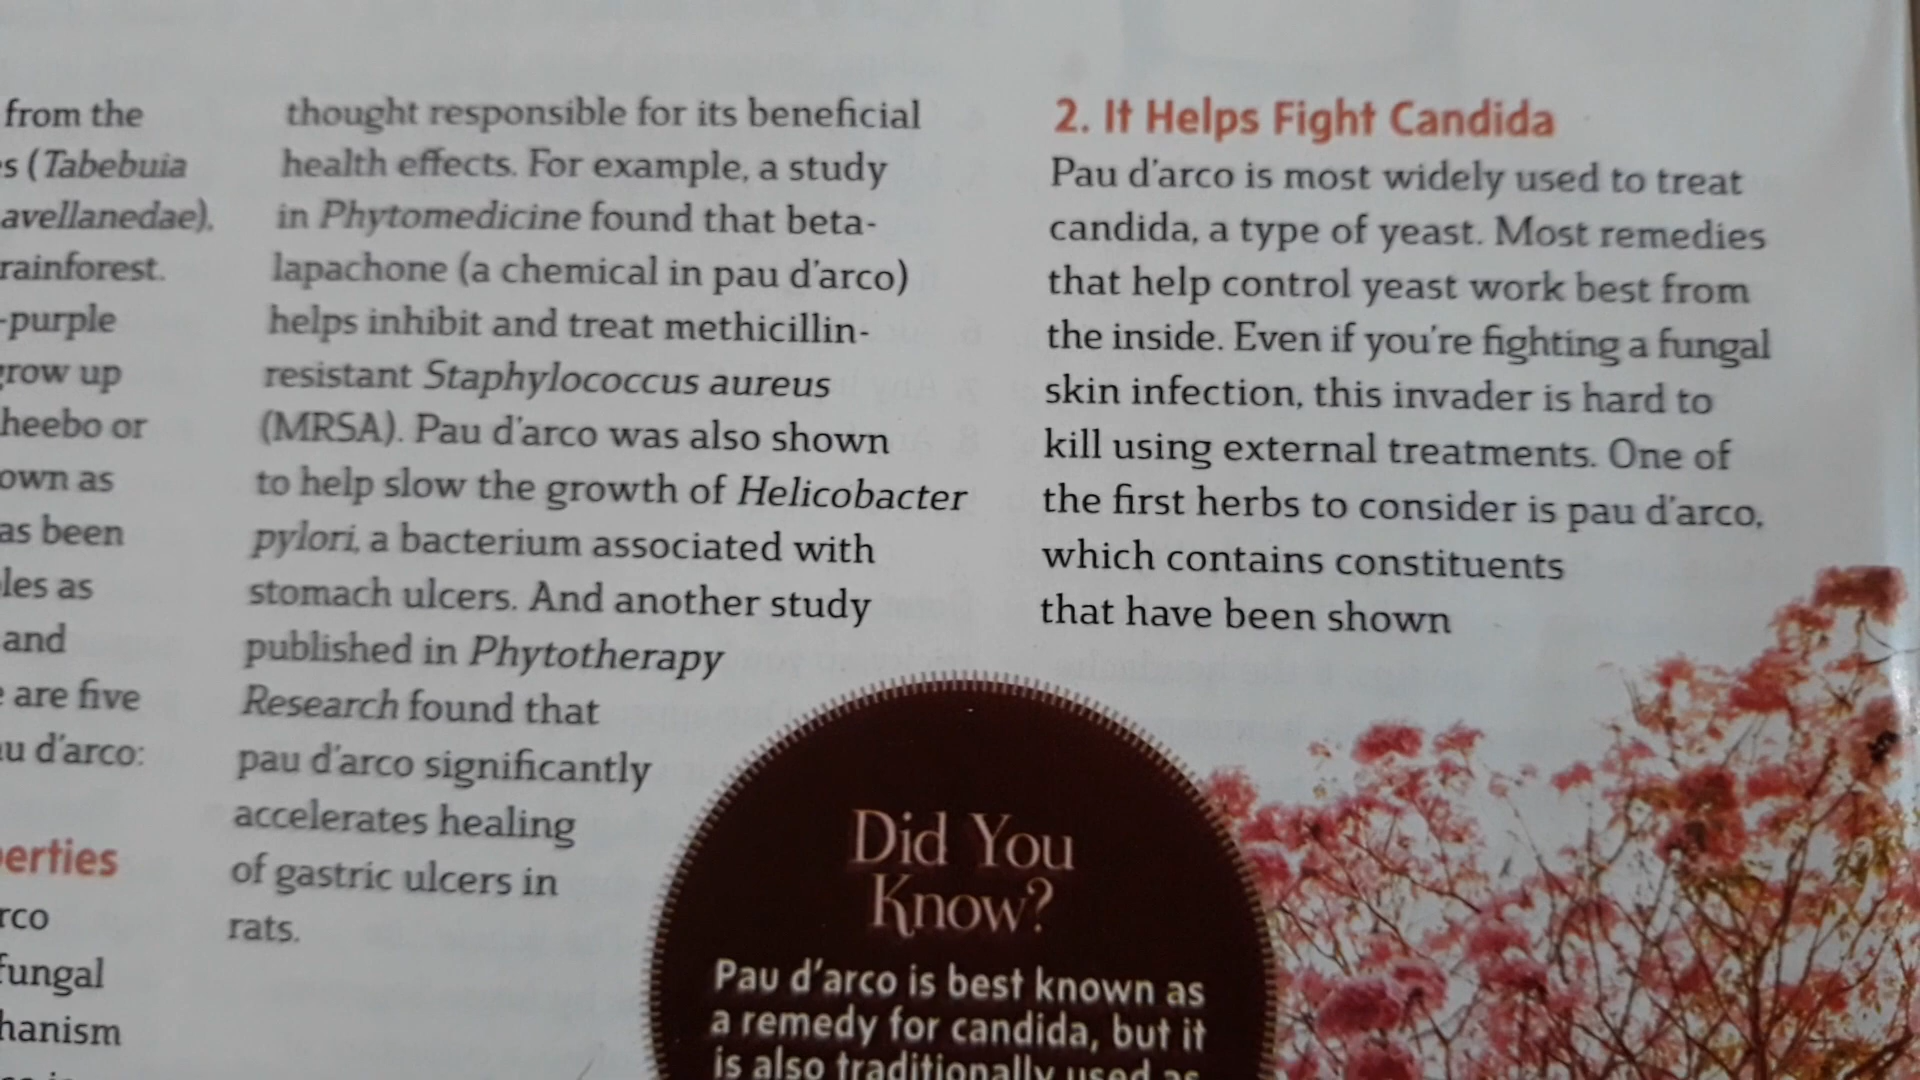 from the
(Tabebuia
avellanedae).
rainforest.
-purple
grow up
heebo or
own as
as been
les as
and
are five
au d'arco:
erties
rco
fungal
hanism
thought responsible for its beneficial
health effects. For example, a study
in Phytomedicine found that beta-
lapachone (a chemical in pau d'arco)
helps inhibit and treat methicillin-
resistant Staphylococcus aureus
(MRSA). Pau d'arco was also shown
to help slow the growth of Helicobacter
pylori, a bacterium associated with
stomach ulcers. And another study
published in Phytotherapy
Research found that
pau d'arco significantly
accelerates healing
of gastric ulcers in
rats.
2. It Helps Fight Candida
Pau d'arco is most widely used to treat
candida, a type of yeast. Most remedies
that help control yeast work best from
the inside. Even if you're fighting a fungal
skin infection, this invader is hard to
kill using external treatments. One of
the first herbs to consider is pau d'arco,
which contains constituents
that have been shown
Did You
Know?
Pau d'arco is best known as
a remedy for candida, but it
is also traditionally used as